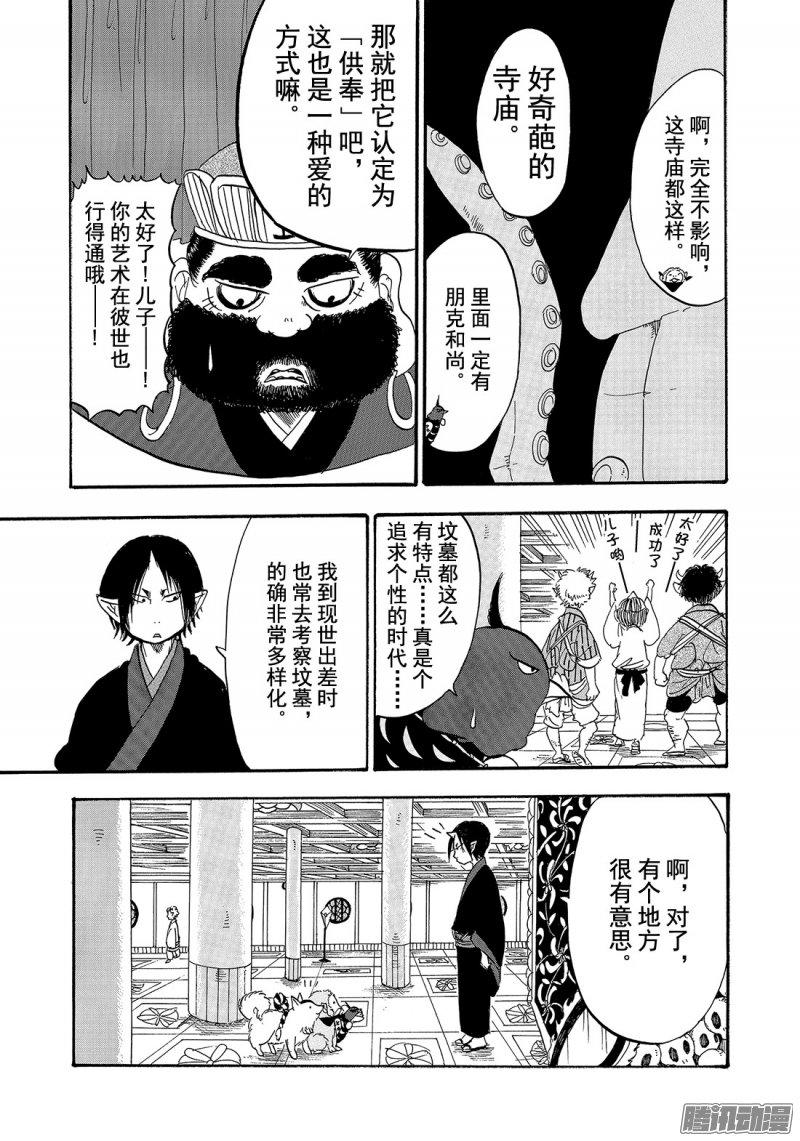 啊，完全不影响，
这寺庙都这样。
好奇葩的
寺庙。
里面一定有
朋克和尚。
那就把它认定为
「供奉」吧，
这也是一种爱的
方式嘛。
太好了！儿子——！
你的艺术在彼世也
行得通哦——！
太好了
成功了
儿子哟
坟墓都这么
有特点……真是个
追求个性的时代……
我到现世出差时
也常去考察坟墓，
的确非常多样化。
啊，对了，
有个地方
很有意思。
腾讯动漫